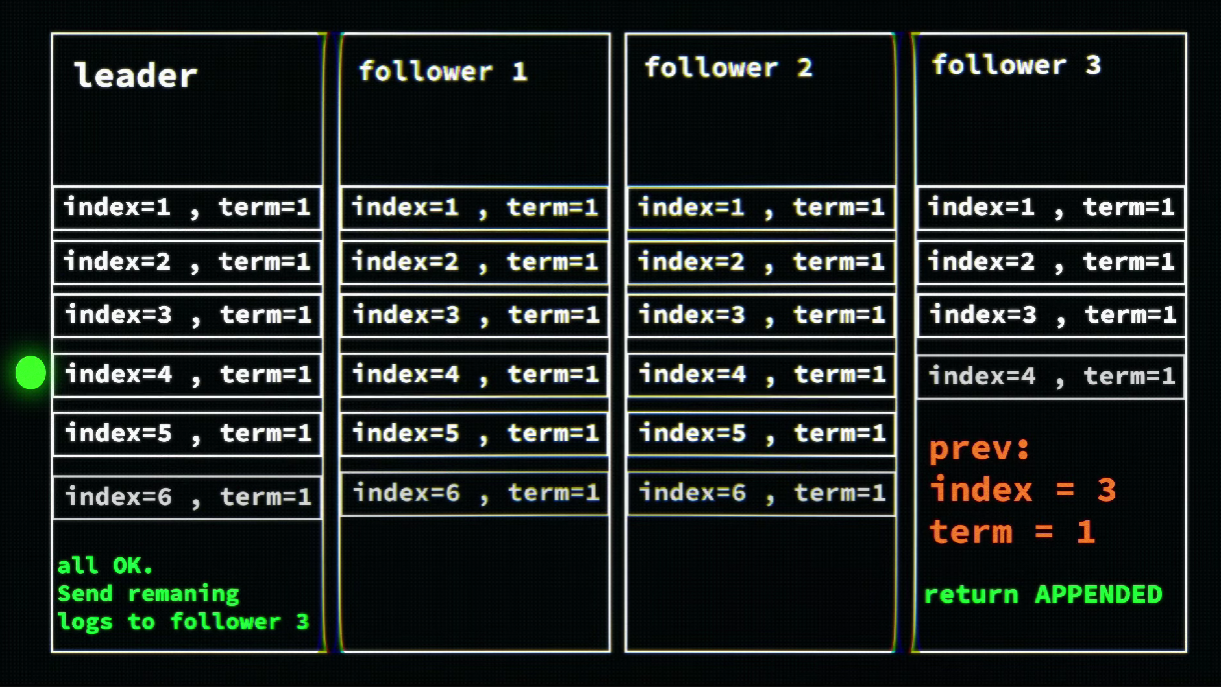 leader
index=1 , term=1
index=2 , term=1
index=3 , term=1
index=4 , term=1
index=5 , term=1
index=6 , term=1
all OK.
Send remaning
logs to follower 3
follower 1
index=1 , term=1
index=2 , term=1
index=3 , term=1
index=4 , term=1
index=5 , term=1
index=6 , term=1
follower 2
index=1 , term=1
index=2 , term=1
index=3 , term=1
index=4 , term=1
index=5 , term=1
index=6 , term=1
follower 3
index=1 , term=1
index=2 , term=1
index=3 , term=1
index=4 , term=1
prev:
index = 3
term = 1
return APPENDED